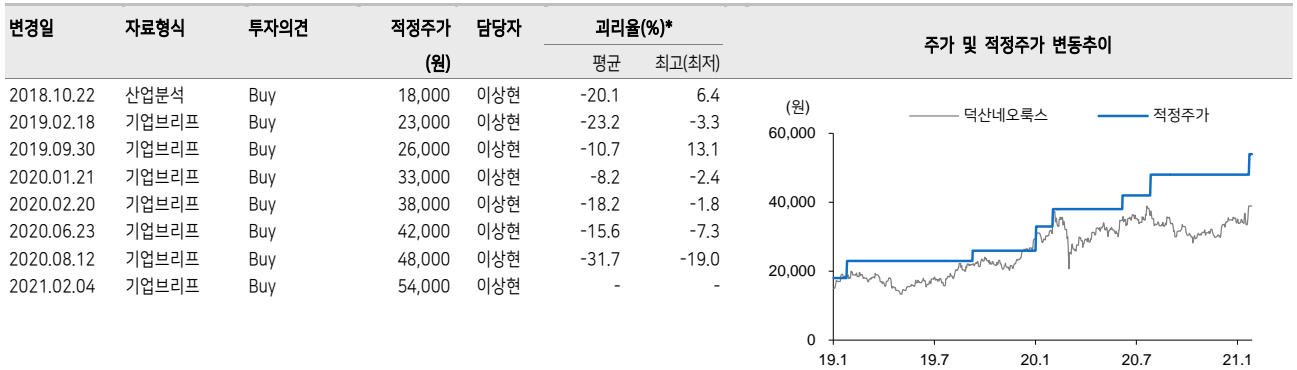 변경일 자료형식 투자의견 적정주가 담당자 괴리율(%)* 주가 및 적정주가 변동추이
(원) 평균 최고(최저)
2018.10.22 산업분석 Buy 18,000 이상현 -20.1 6.4
2019.02.18 기업브리프 Buy 23,000 이상현 -23.2 -3.3
2019.09.30 기업브리프 Buy 26,000 이상현 -10.7 13.1
2020.01.21 기업브리프 Buy 33,000 이상현 -8.2 -2.4
2020.02.20 기업브리프 Buy 38,000 이상현 -18.2 -1.8
2020.06.23 기업브리프 Buy 42,000 이상현 -15.6 -7.3
2020.08.12 기업브리프 Buy 48,000 이상현 -31.7 -19.0
2021.02.04 기업브리프 Buy 54,000 이상현 - -
(원) 덕산네오룩스 적정주가
60,000
40,000
20,000
0
19.1 19.7 20.1 20.7 21.1